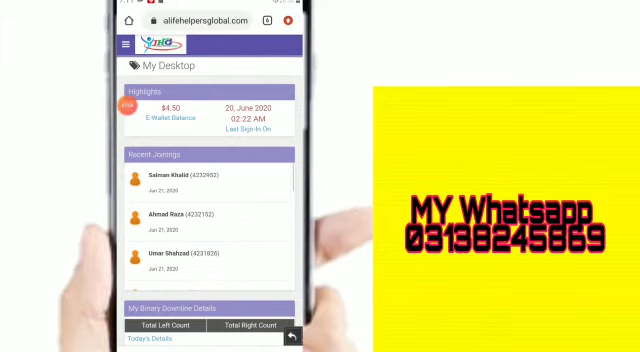 alifehelpersglobal.com
6
JHG
My Desktop
Highlights
$4.50
E-Wallet Balance
20, June 2020
02:22 AM
Last Sign-In On
Recent Joinings
Salman Khalid (4232952)
Jun 21, 2020
Ahmad Raza (4232152)
Jun 21, 2020
Umar Shahzad (4231826)
Jun 21, 2020
My Binary Downline Details
Total Left Count
Total Right Count
Today's Details
MY Whatsapp
03138245869